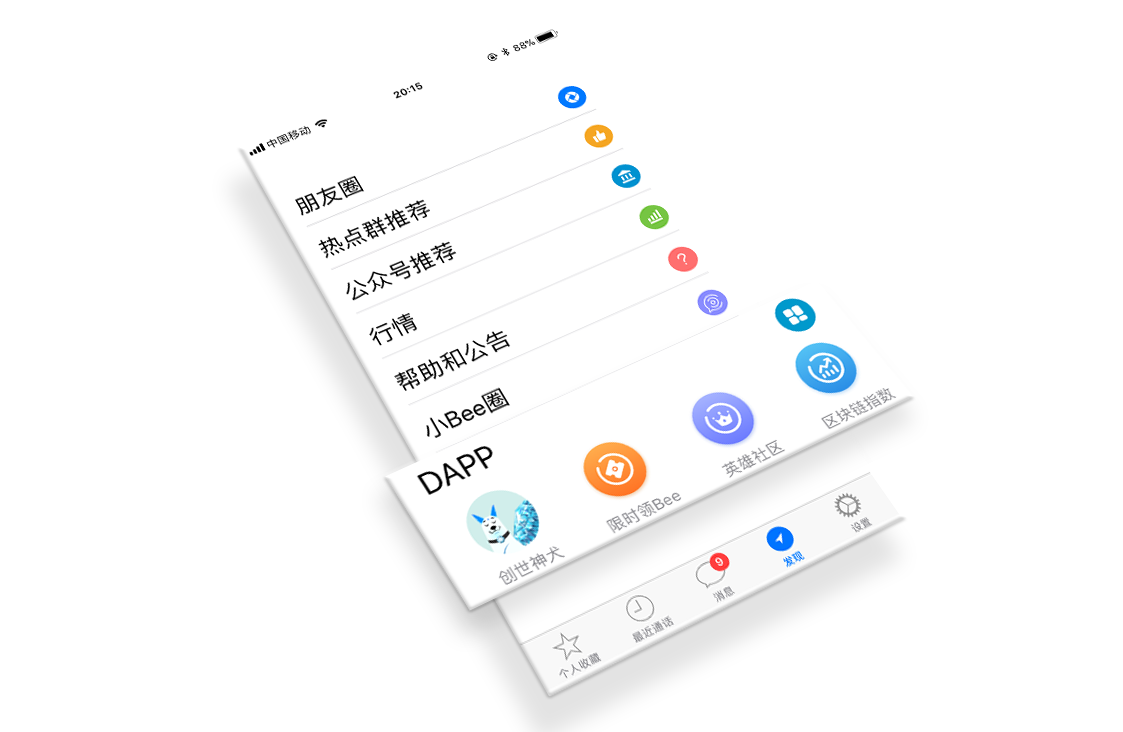 中国移动
20:15
88%
朋友圈
热点群推荐
公众号推荐
行情
帮助和公告
小Bee圈
DAPP
创世神犬
限时领Bee
英雄社区
区块链指数
个人收藏
最近通话
9
消息
发现
设置